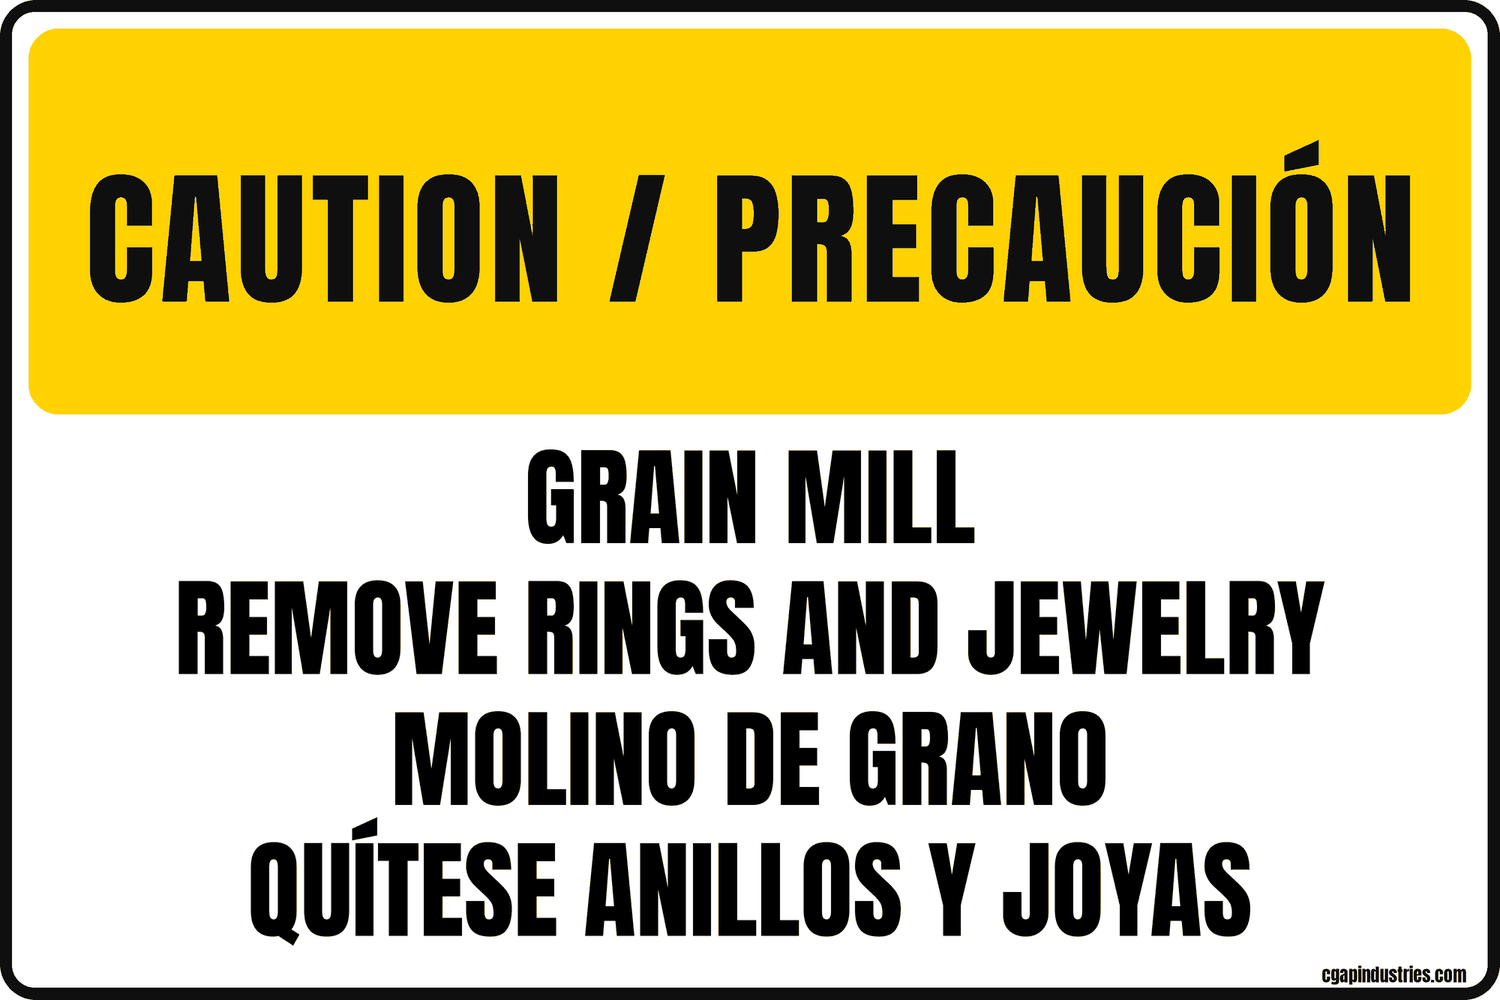 CAUTION / PRECAUCIÓN
GRAIN MILL
REMOVE RINGS AND JEWELRY
MOLINO DE GRANO
QUÍTESE ANILLOS Y JOYAS
cgapindustries.com